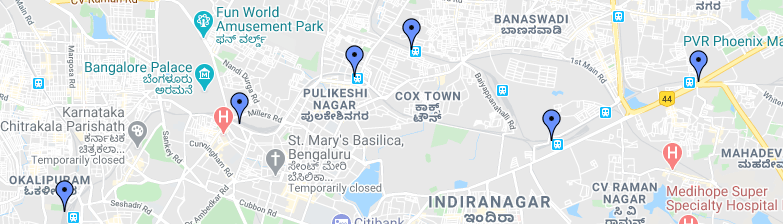 CV Raman Rd
Fun World
Amusement Park
ಫನ್ ವರ್ಲ್ಡ್
BANASWADI
ಬಾಣಸವಾಡಿ
ನಗರ
Margosa Rd
Bangalore Palace
ಬೆಂಗಳೂರು
ಅರಮನೆ
Nandi Durga Rd
PVR Phoenix Ma
1st Main Rd
Baiyappanahalli Rd
PULIKESHI
NAGAR
ಪುಲಕೇಶಿನಗರ
COX TOWN
ಕಾಕ್ಸ್
ಟೌನ್
44
Karnataka
Chitrakala Parishath
ಕರ್ನಾಟಕ
ಚಿತ್ರಕಲಾ...
Temporarily closed
H
Millers Rd
Sankey Rd
Cunningham Rd
St. Mary's Basilica,
Bengaluru
ಸೇಂಟ್ ಮೇರಿ
ಬೆಸಿಲಿಕಾ...
Temporarily closed
OKALIPURAM
Seshadri Rd
Dr Ambedkar Rd
Cubbon Rd
Citibank
INDIRANAGAR
ಇಂದಿರಾ
CV RAMAN
NAGAR
ಸಿ ವಿ
ರಾಮನ್
H
MAHADEV
ಮಹದೇವ
Medihope Super
Specialty Hospital